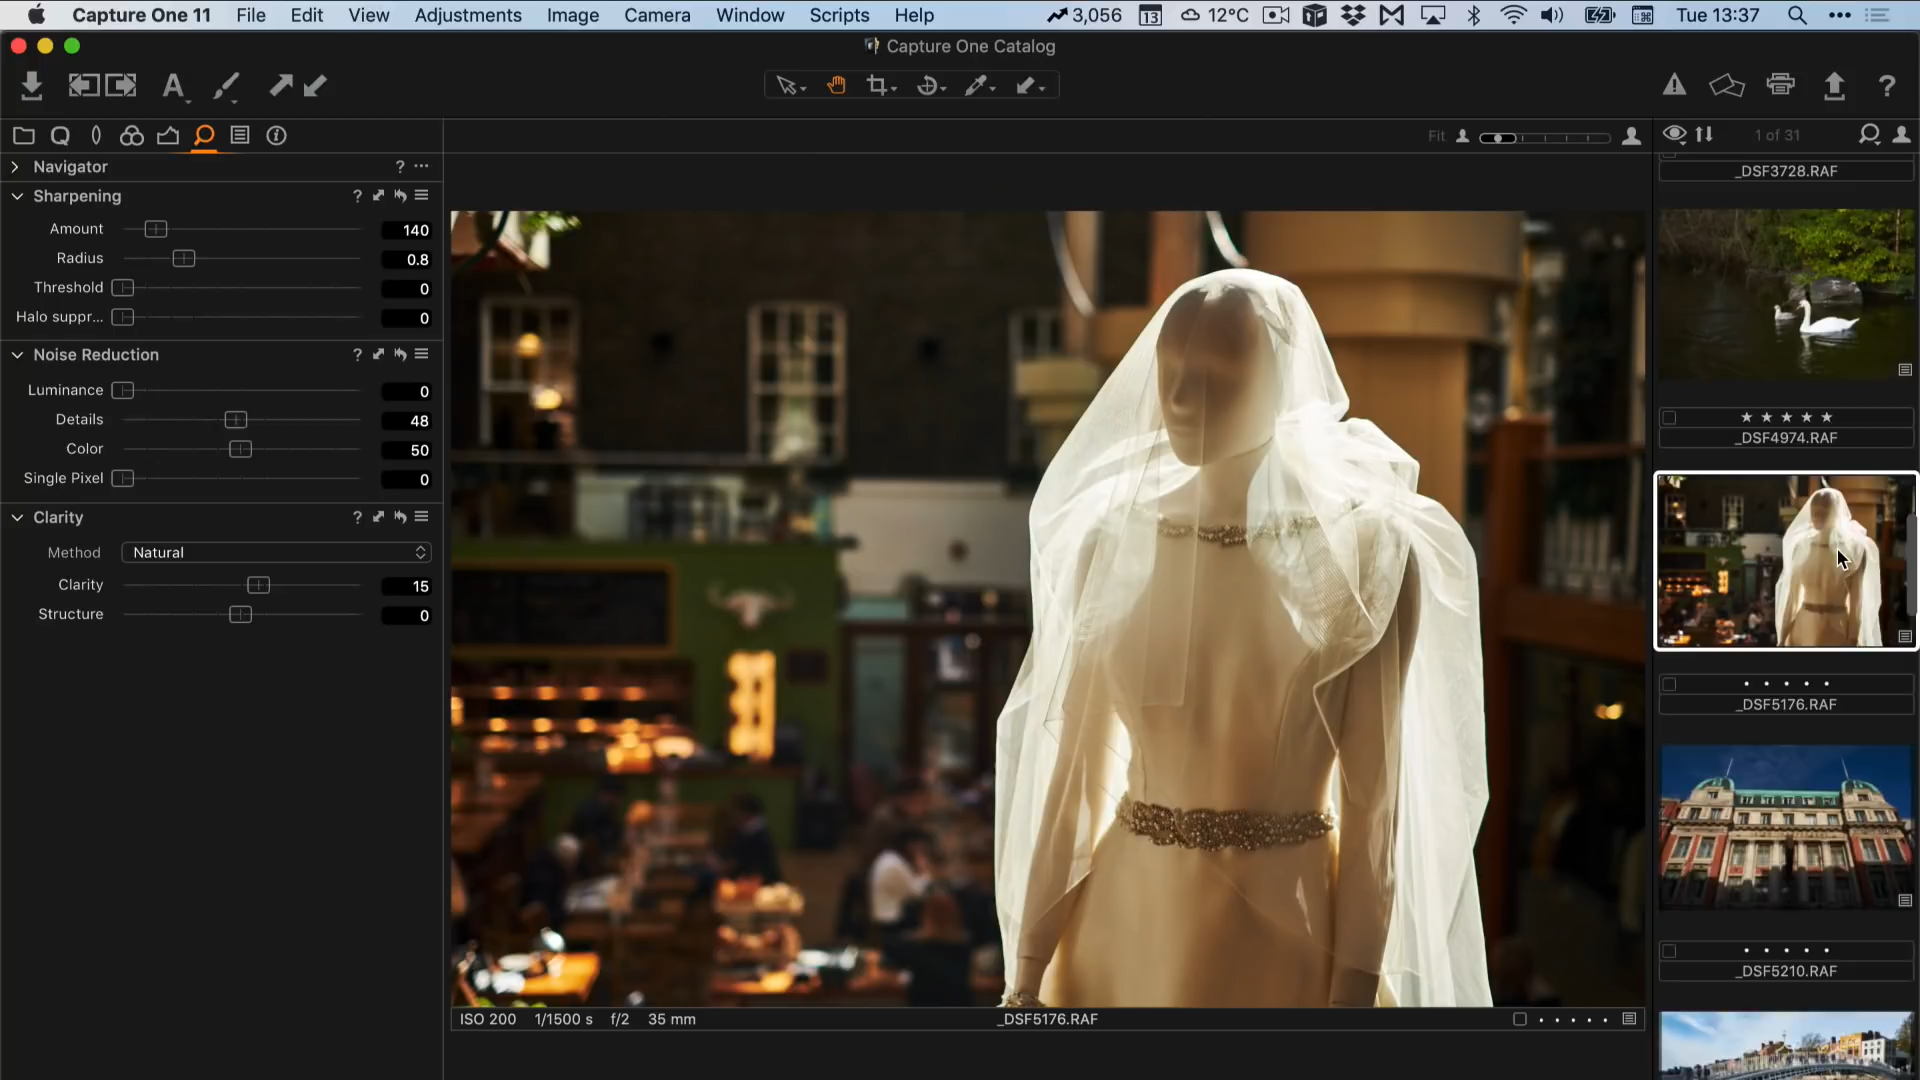 Capture One 11 File Edit View Adjustments Image Camera Window Scripts Help 3,056 13 12°C Tue 13:37
Capture One Catalog
A ?
Fit 1 of 31
Navigator ?
Sharpening ?
Amount 140
Radius 0.8
Threshold 0
Halo suppr... 0
Noise Reduction ?
Luminance 0
Details 48
Color 50
Single Pixel 0
Clarity ?
Method Natural
Clarity 15
Structure 0
ISO 200 1/1500 s f/2 35 mm _DSF5176.RAF
_DSF3728.RAF
_DSF4974.RAF
_DSF5176.RAF
_DSF5210.RAF